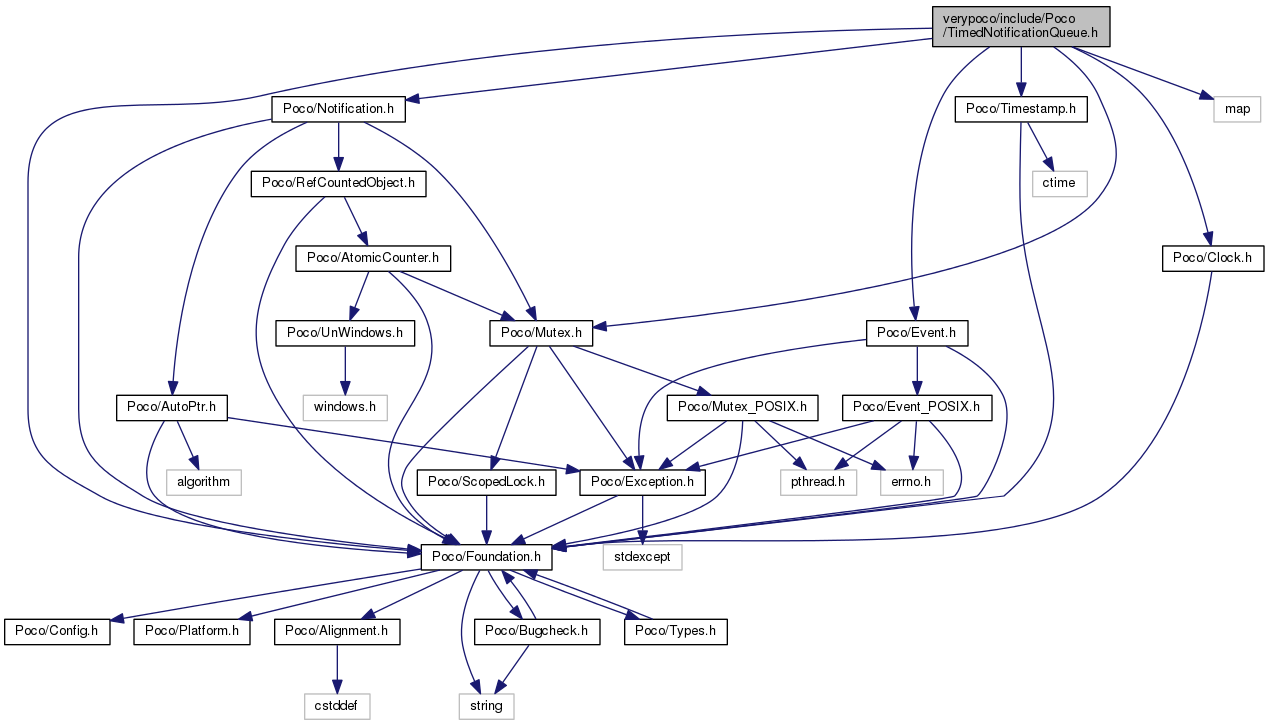 verypoco/include/Poco
/TimedNotificationQueue.h
Poco/Notification.h
Poco/Timestamp.h
map
Poco/RefCountedObject.h
ctime
Poco/AtomicCounter.h
Poco/Clock.h
Poco/UnWindows.h
Poco/Mutex.h
Poco/Event.h
Poco/AutoPtr.h
windows.h
Poco/Mutex_POSIX.h
Poco/Event_POSIX.h
algorithm
Poco/ScopedLock.h
Poco/Exception.h
pthread.h
errno.h
Poco/Foundation.h
stdexcept
Poco/Config.h
Poco/Platform.h
Poco/Alignment.h
Poco/Bugcheck.h
Poco/Types.h
cstddef
string